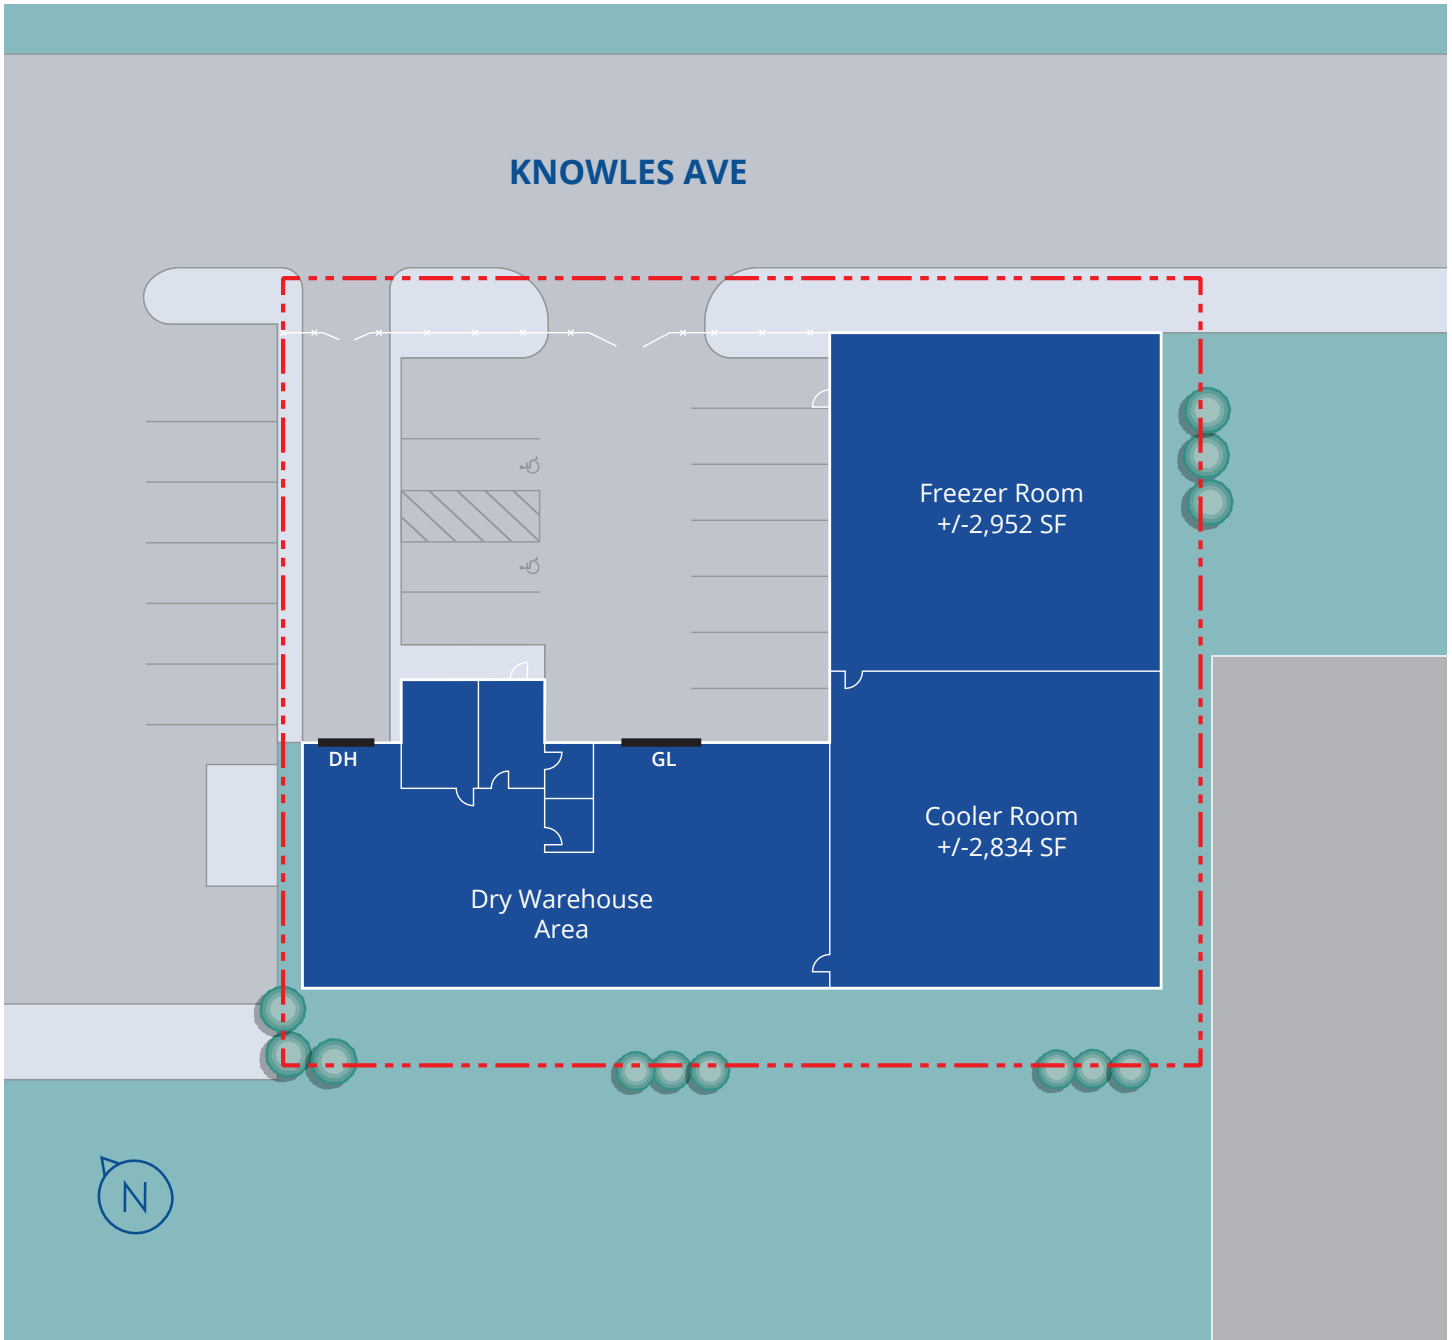 KNOWLES AVE
Freezer Room
+/-2,952 SF
DH
GL
Cooler Room
+/-2,834 SF
Dry Warehouse
Area
N